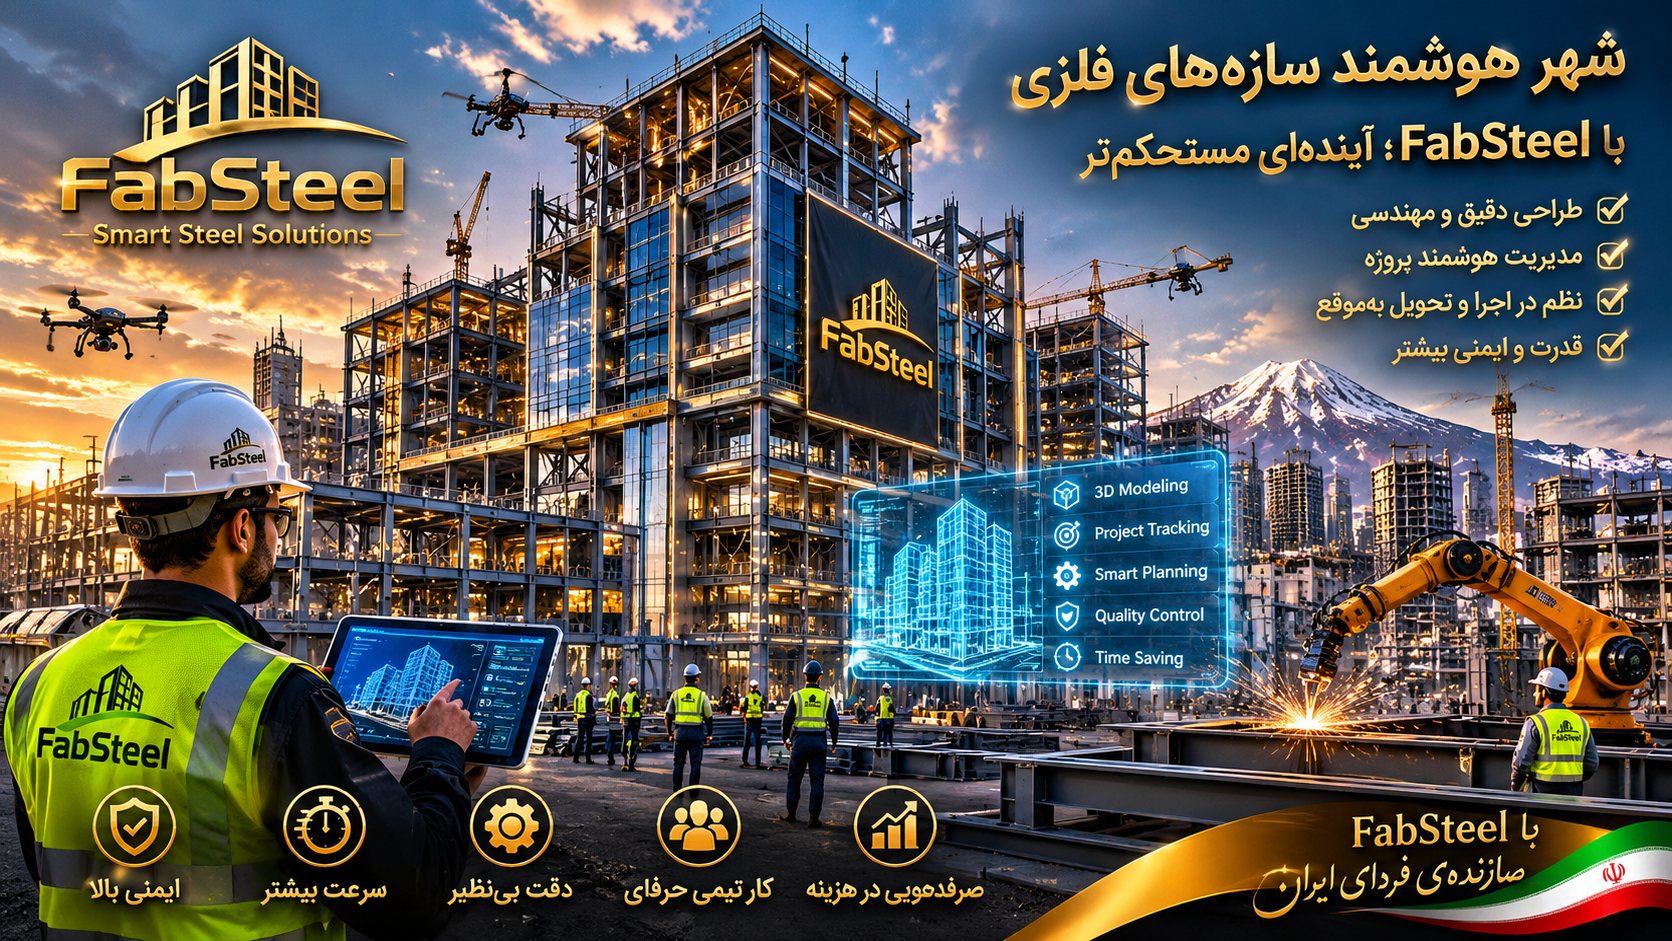 FabSteel
Smart Steel Solutions
شهر هوشمند سازه‌های فلزی
با FabSteel؛ آینده‌ای مستحکم‌تر
طراحی دقیق و مهندسی
مدیریت هوشمند پروژه
نظم در اجرا و تحویل به‌موقع
قدرت و ایمنی بیشتر
FabSteel
FabSteel
3D Modeling
Project Tracking
Smart Planning
Quality Control
Time Saving
FabSteel
FabSteel
ایمنی بالا
سرعت بیشتر
دقت بی‌نظیر
کار تیمی حرفه‌ای
صرفه‌جویی در هزینه
با FabSteel
سازنده‌ی فردای ایران